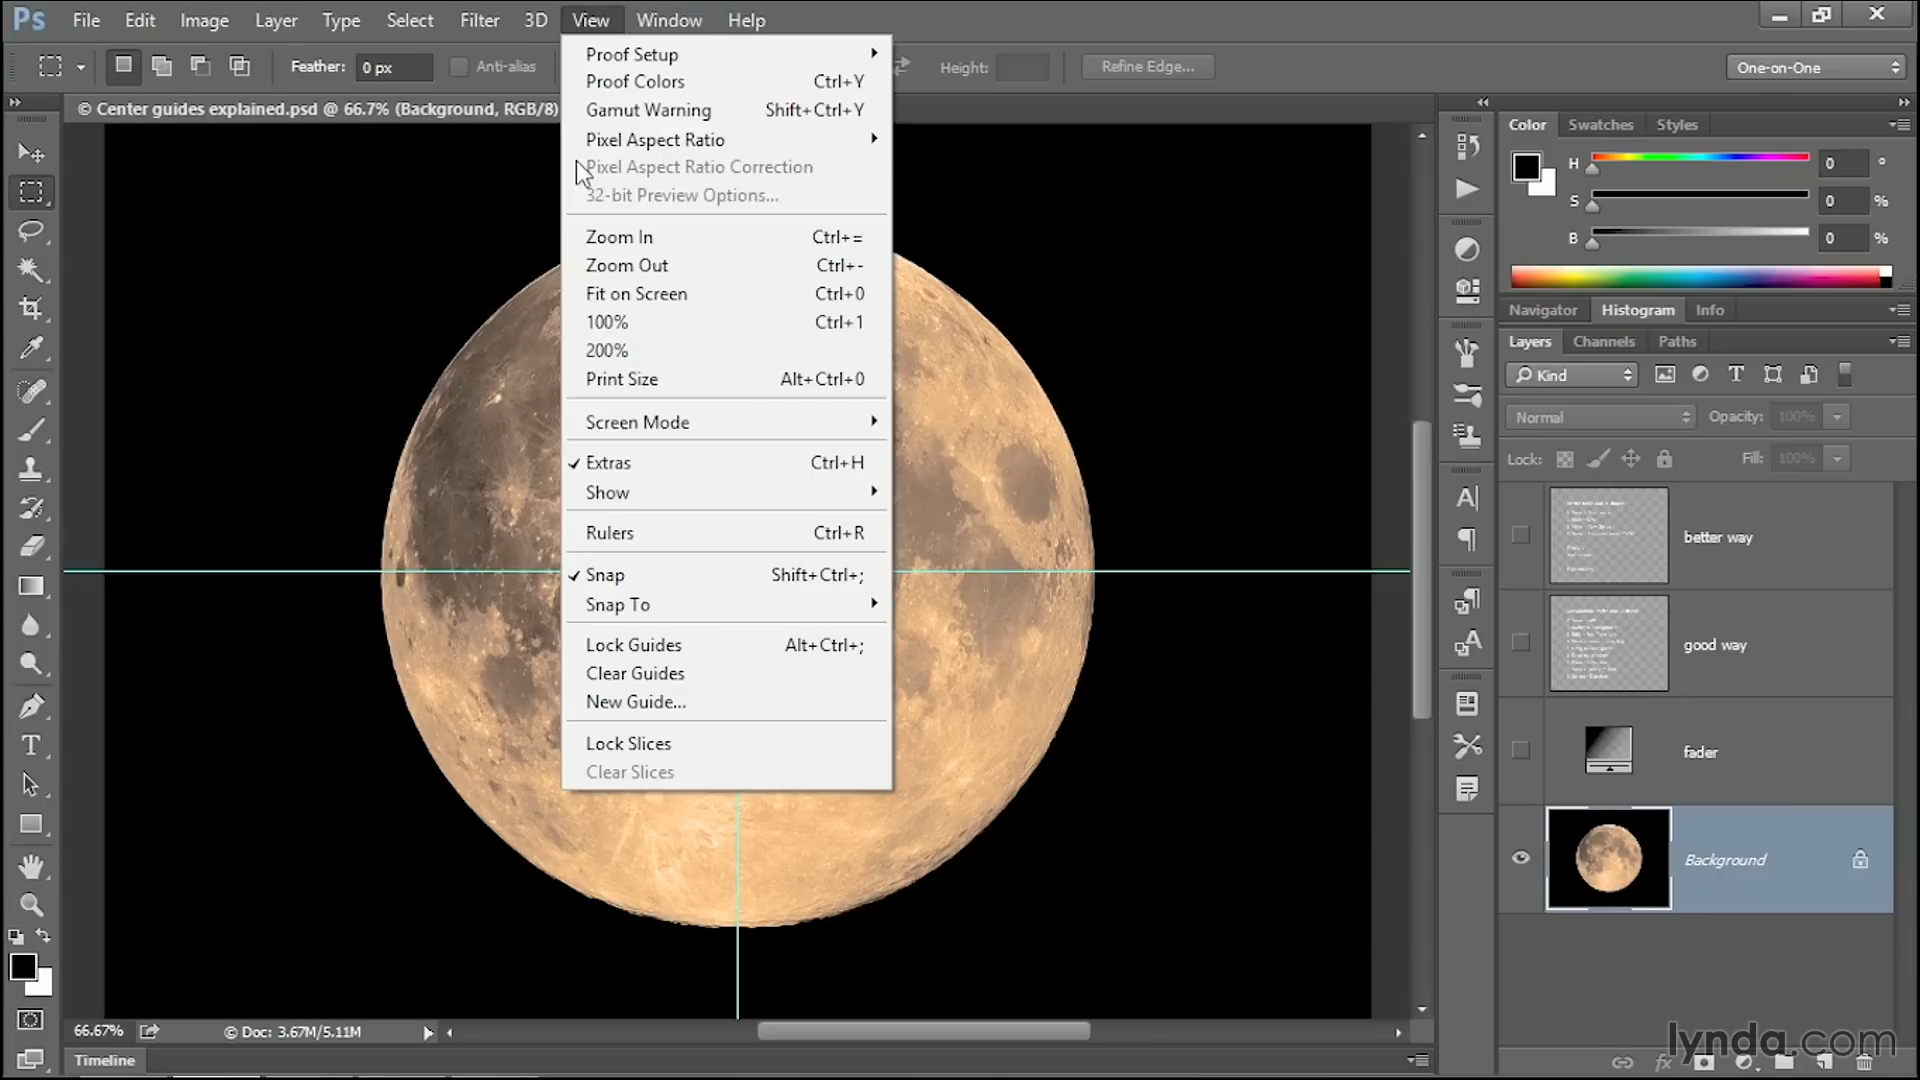 Ps File Edit Image Layer Type Select Filter 3D View Window Help
Feather: 0 px Anti-alias Height: Refine Edge... One-on-One
© Center guides explained.psd @ 66.7% (Background, RGB/8)
Proof Setup
Proof Colors Ctrl+Y
Gamut Warning Shift+Ctrl+Y
Pixel Aspect Ratio
Pixel Aspect Ratio Correction
32-bit Preview Options...
Zoom In Ctrl+=
Zoom Out Ctrl+-
Fit on Screen Ctrl+0
100% Ctrl+1
200%
Print Size Alt+Ctrl+0
Screen Mode
Extras Ctrl+H
Show
Rulers Ctrl+R
Snap Shift+Ctrl+;
Snap To
Lock Guides Alt+Ctrl+;
Clear Guides
New Guide...
Lock Slices
Clear Slices
Color Swatches Styles
H 0 °
S 0 %
B 0 %
Navigator Histogram Info
Layers Channels Paths
Kind
Normal Opacity: 100%
Lock: Fill: 100%
better way
good way
fader
Background
66.67% © Doc: 3.67M/5.11M
Timeline
lynda.com